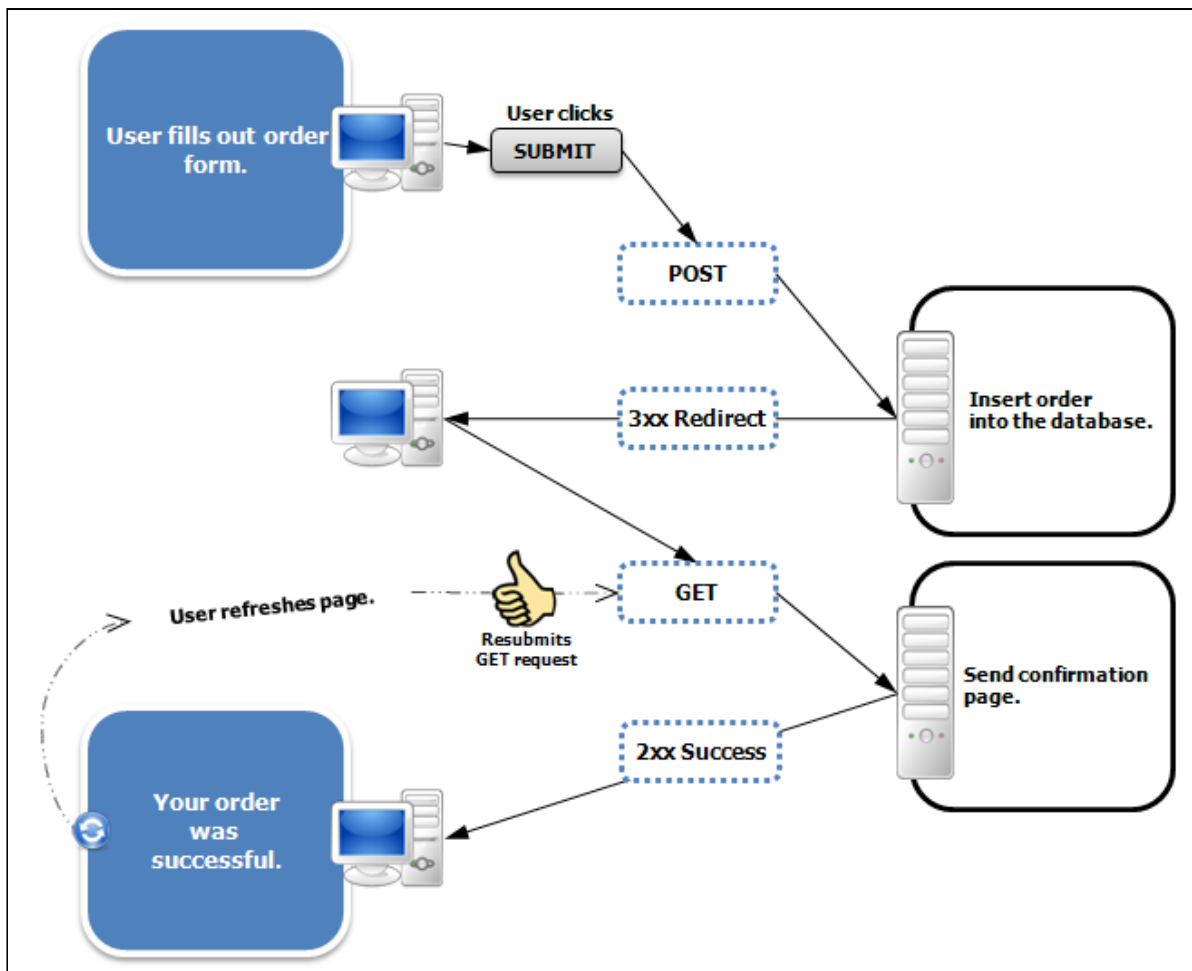 User fills out order
form.
User clicks
SUBMIT
POST
Insert order
into the database.
3xx Redirect
User refreshes page.
Resubmits
GET request
GET
Send confirmation
page.
2xx Success
Your order
was
successful.